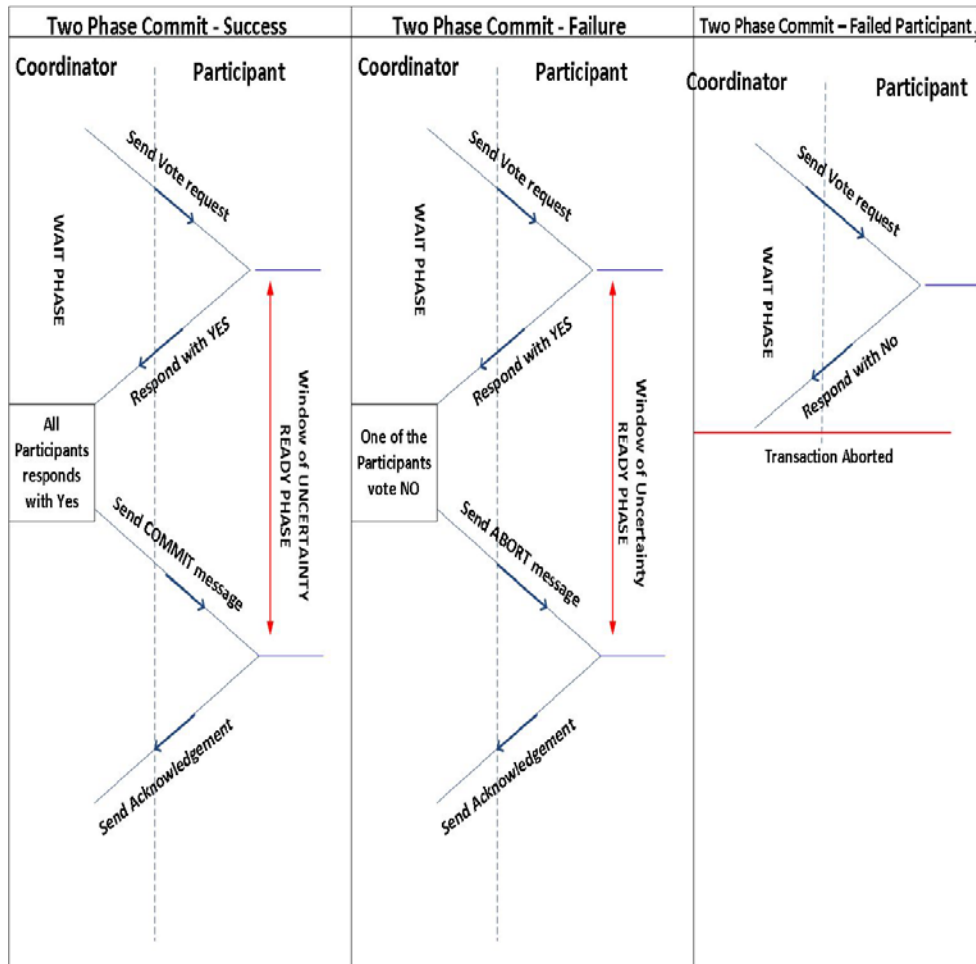 Two Phase Commit - Success
Coordinator
Participant
Send Vote request
WAIT PHASE
Respond with YES
All
Participants
responds
with Yes
Window of UNCERTAINTY
READY PHASE
Send COMMIT message
Send Acknowledgement
Two Phase Commit - Failure
Coordinator
Participant
Send Vote request
WAIT PHASE
Respond with YES
One of the
Participants
vote NO
Window of Uncertainty
READY PHASE
Send ABORT message
Send Acknowledgement
Two Phase Commit – Failed Participant
Coordinator
Participant
Send Vote request
WAIT PHASE
Respond with No
Transaction Aborted